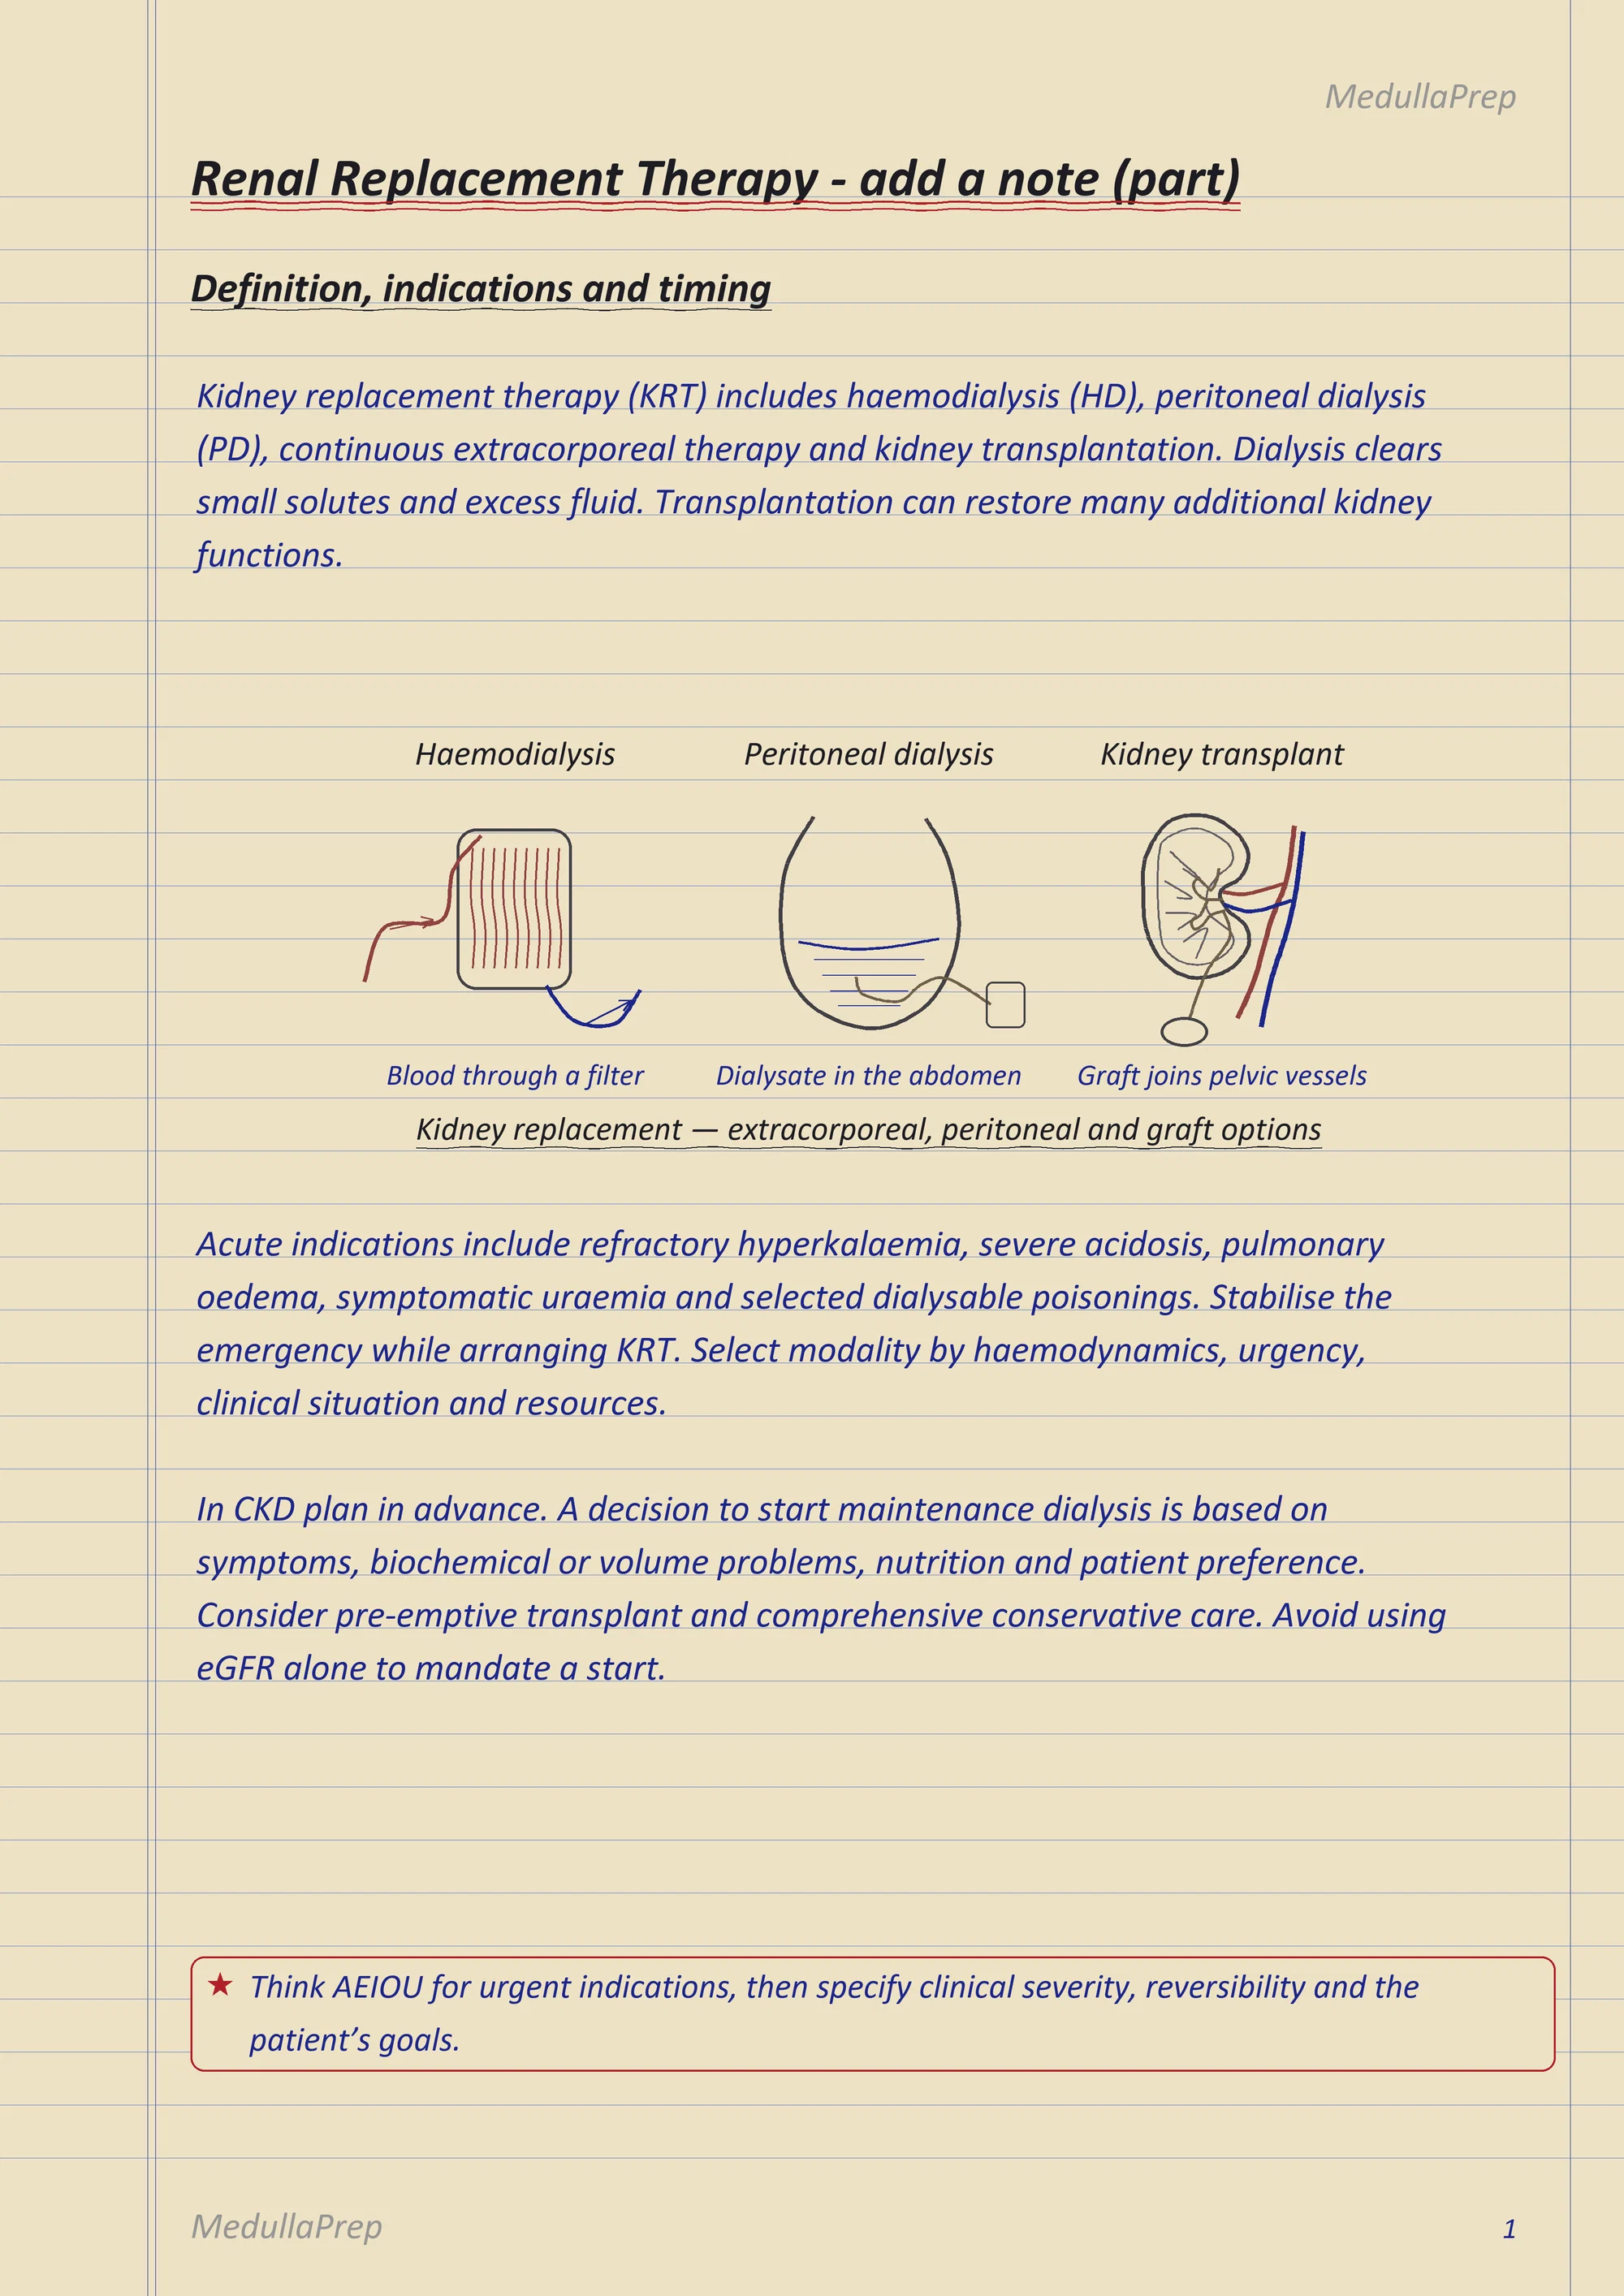 MedullaPrep
Renal Replacement Therapy - add a note (part)
Definition, indications and timing
Kidney replacement therapy (KRT) includes haemodialysis (HD), peritoneal dialysis
(PD), continuous extracorporeal therapy and kidney transplantation. Dialysis clears
small solutes and excess fluid. Transplantation can restore many additional kidney
functions.
Haemodialysis
Peritoneal dialysis
Kidney transplant
Blood through a filter
Dialysate in the abdomen
Graft joins pelvic vessels
Kidney replacement — extracorporeal, peritoneal and graft options
Acute indications include refractory hyperkalaemia, severe acidosis, pulmonary
oedema, symptomatic uraemia and selected dialysable poisonings. Stabilise the
emergency while arranging KRT. Select modality by haemodynamics, urgency,
clinical situation and resources.
In CKD plan in advance. A decision to start maintenance dialysis is based on
symptoms, biochemical or volume problems, nutrition and patient preference.
Consider pre-emptive transplant and comprehensive conservative care. Avoid using
eGFR alone to mandate a start.
★ Think AEIOU for urgent indications, then specify clinical severity, reversibility and the
patient’s goals.
MedullaPrep
1